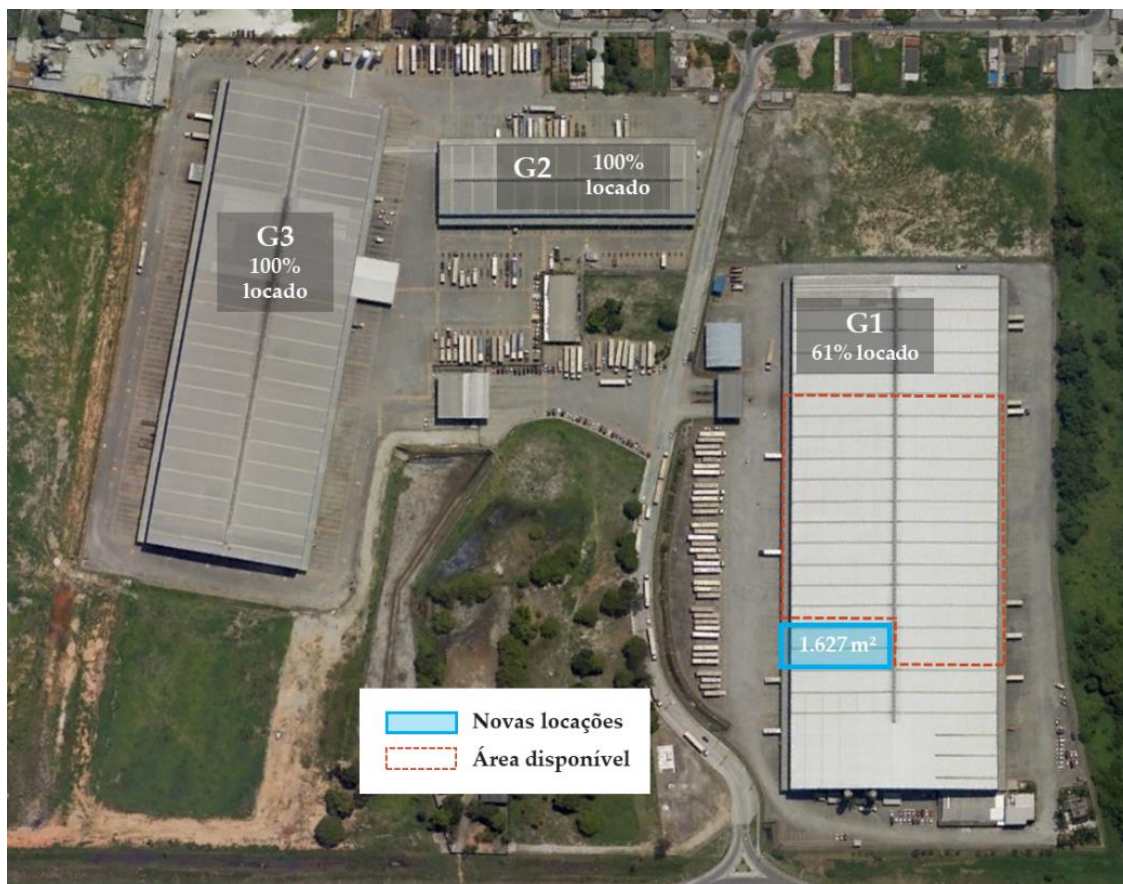 G2
100%
locado
G3
100%
locado
G1
61% locado
1.627 m²
Novas locações
Área disponível